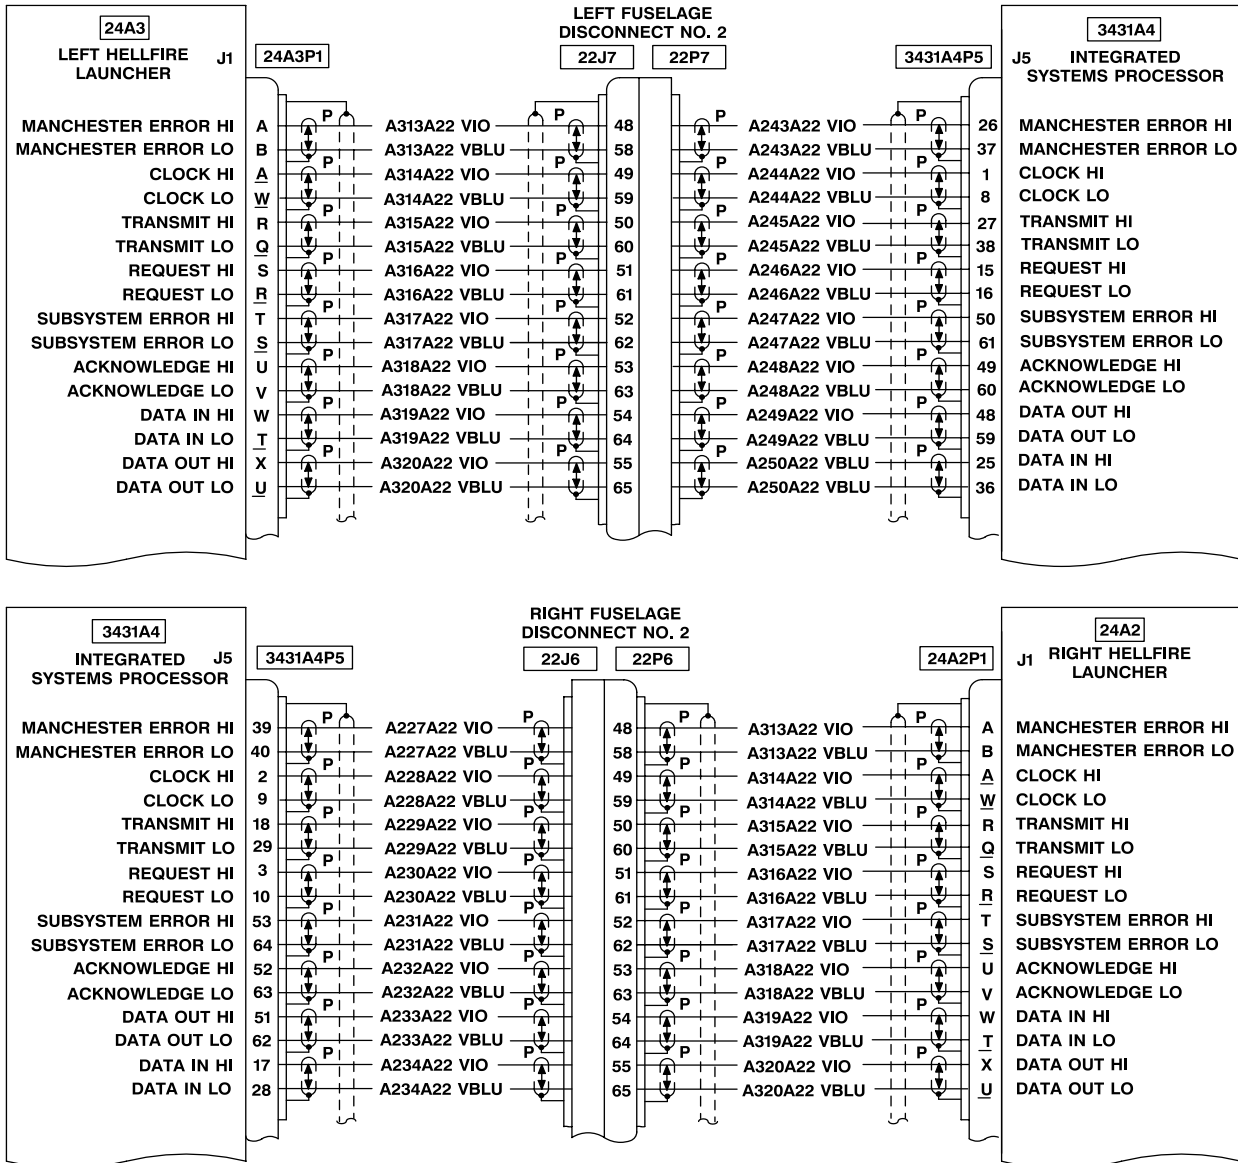 LEFT FUSELAGE
DISCONNECT NO. 2
24A3
LEFT HELLFIRE
LAUNCHER
J1
24A3P1
22J7
22P7
3431A4P5
J5
3431A4
INTEGRATED
SYSTEMS PROCESSOR
MANCHESTER ERROR HI A P A313A22 VIO P 48 P A243A22 VIO P 26 MANCHESTER ERROR HI
MANCHESTER ERROR LO B A313A22 VBLU 58 A243A22 VBLU 37 MANCHESTER ERROR LO
CLOCK HI A P A314A22 VIO P 49 P A244A22 VIO P 1 CLOCK HI
CLOCK LO W A314A22 VBLU 59 A244A22 VBLU 8 CLOCK LO
TRANSMIT HI R P A315A22 VIO P 50 P A245A22 VIO P 27 TRANSMIT HI
TRANSMIT LO Q A315A22 VBLU 60 A245A22 VBLU 38 TRANSMIT LO
REQUEST HI S P A316A22 VIO P 51 P A246A22 VIO P 15 REQUEST HI
REQUEST LO R A316A22 VBLU 61 A246A22 VBLU 16 REQUEST LO
SUBSYSTEM ERROR HI T P A317A22 VIO P 52 P A247A22 VIO P 50 SUBSYSTEM ERROR HI
SUBSYSTEM ERROR LO S A317A22 VBLU 62 A247A22 VBLU 61 SUBSYSTEM ERROR LO
ACKNOWLEDGE HI U P A318A22 VIO P 53 P A248A22 VIO P 49 ACKNOWLEDGE HI
ACKNOWLEDGE LO V A318A22 VBLU 63 A248A22 VBLU 60 ACKNOWLEDGE LO
DATA IN HI W P A319A22 VIO P 54 P A249A22 VIO P 48 DATA OUT HI
DATA IN LO T A319A22 VBLU 64 A249A22 VBLU 59 DATA OUT LO
DATA OUT HI X P A320A22 VIO P 55 P A250A22 VIO P 25 DATA IN HI
DATA OUT LO U A320A22 VBLU 65 A250A22 VBLU 36 DATA IN LO
RIGHT FUSELAGE
DISCONNECT NO. 2
3431A4
INTEGRATED
SYSTEMS PROCESSOR
J5
3431A4P5
22J6
22P6
24A2P1
J1
24A2
RIGHT HELLFIRE
LAUNCHER
MANCHESTER ERROR HI 39 P A227A22 VIO P 48 P A313A22 VIO P A MANCHESTER ERROR HI
MANCHESTER ERROR LO 40 A227A22 VBLU 58 A313A22 VBLU B MANCHESTER ERROR LO
CLOCK HI 2 P A228A22 VIO P 49 P A314A22 VIO P A CLOCK HI
CLOCK LO 9 A228A22 VBLU 59 A314A22 VBLU W CLOCK LO
TRANSMIT HI 18 P A229A22 VIO P 50 P A315A22 VIO P R TRANSMIT HI
TRANSMIT LO 29 A229A22 VBLU 60 A315A22 VBLU Q TRANSMIT LO
REQUEST HI 3 P A230A22 VIO P 51 P A316A22 VIO P S REQUEST HI
REQUEST LO 10 A230A22 VBLU 61 A316A22 VBLU R REQUEST LO
SUBSYSTEM ERROR HI 53 P A231A22 VIO P 52 P A317A22 VIO P T SUBSYSTEM ERROR HI
SUBSYSTEM ERROR LO 64 A231A22 VBLU 62 A317A22 VBLU S SUBSYSTEM ERROR LO
ACKNOWLEDGE HI 52 P A232A22 VIO P 53 P A318A22 VIO P U ACKNOWLEDGE HI
ACKNOWLEDGE LO 63 A232A22 VBLU 63 A318A22 VBLU V ACKNOWLEDGE LO
DATA OUT HI 51 P A233A22 VIO P 54 P A319A22 VIO P W DATA IN HI
DATA OUT LO 62 A233A22 VBLU 64 A319A22 VBLU T DATA IN LO
DATA IN HI 17 P A234A22 VIO P 55 P A320A22 VIO P X DATA OUT HI
DATA IN LO 28 A234A22 VBLU 65 A320A22 VBLU U DATA OUT LO